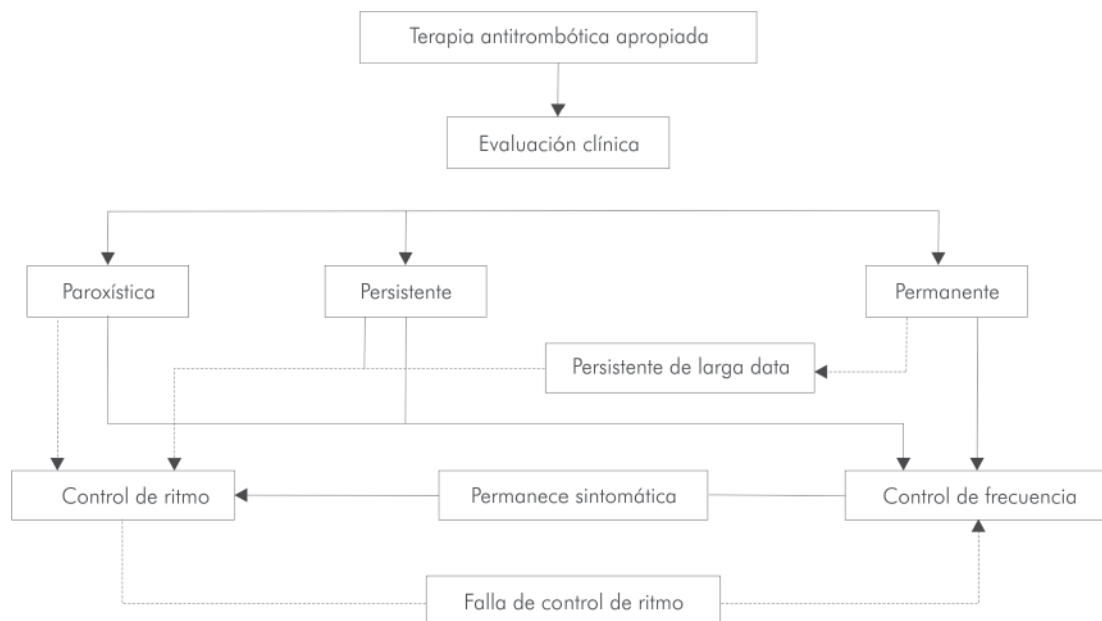 Terapia antitrombótica apropiada
Evaluación clínica
Paroxística
Persistente
Permanente
Persistente de larga data
Control de ritmo
Permanece sintomática
Control de frecuencia
Falla de control de ritmo